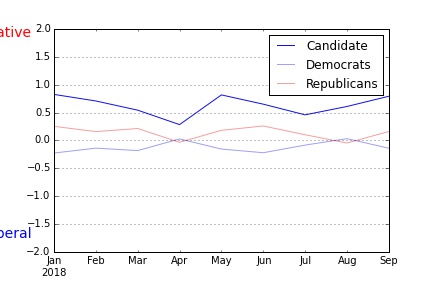 ative
2.0
1.5
1.0
0.5
0.0
−0.5
−1.0
−1.5
−2.0
beral
Candidate
Democrats
Republicans
Jan Feb Mar Apr May Jun Jul Aug Sep
2018